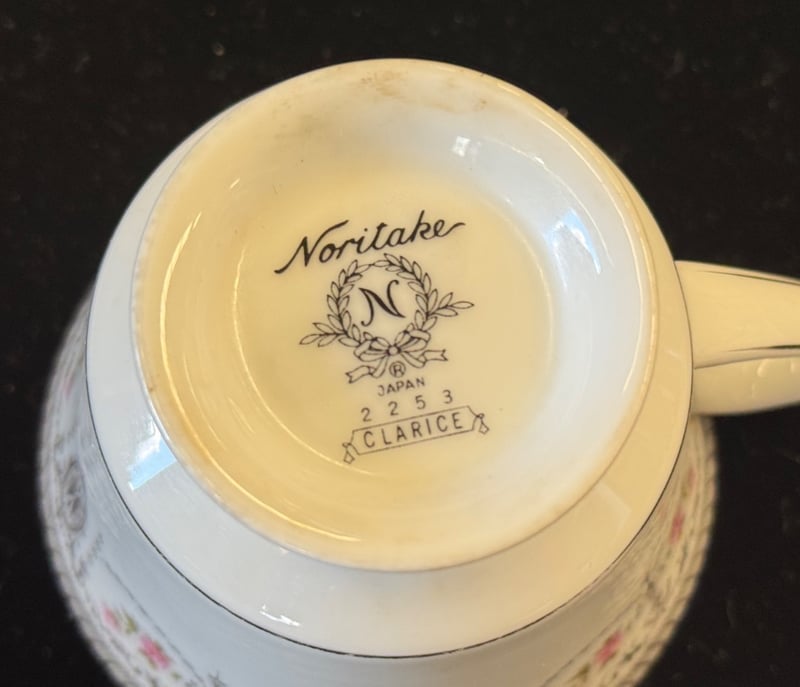 Noritake
N
®
JAPAN
2253
CLARICE